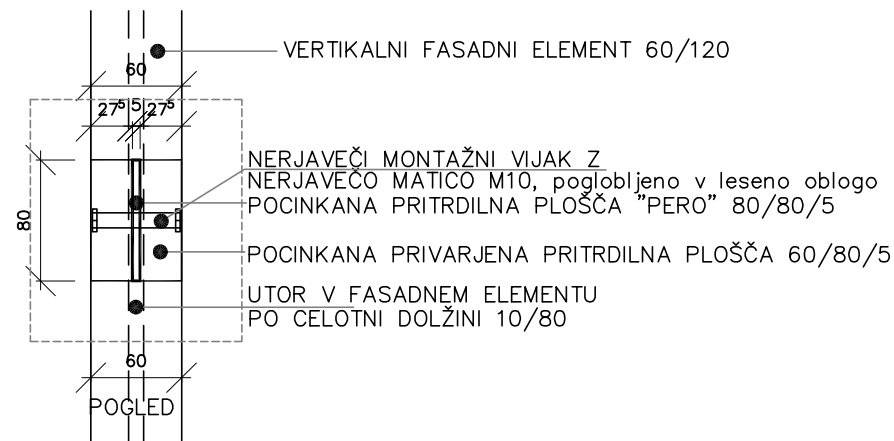 VERTIKALNI FASADNI ELEMENT 60/120
60
27⁵ 5 27⁵
NERJAVEČI MONTAŽNI VIJAK Z
NERJAVEČO MATICO M10, poglobljeno v leseno oblogo
POCINKANA PRITRDILNA PLOŠČA "PERO" 80/80/5
80
POCINKANA PRIVARJENA PRITRDILNA PLOŠČA 60/80/5
UTOR V FASADNEM ELEMENTU
PO CELOTNI DOLŽINI 10/80
60
POGLED